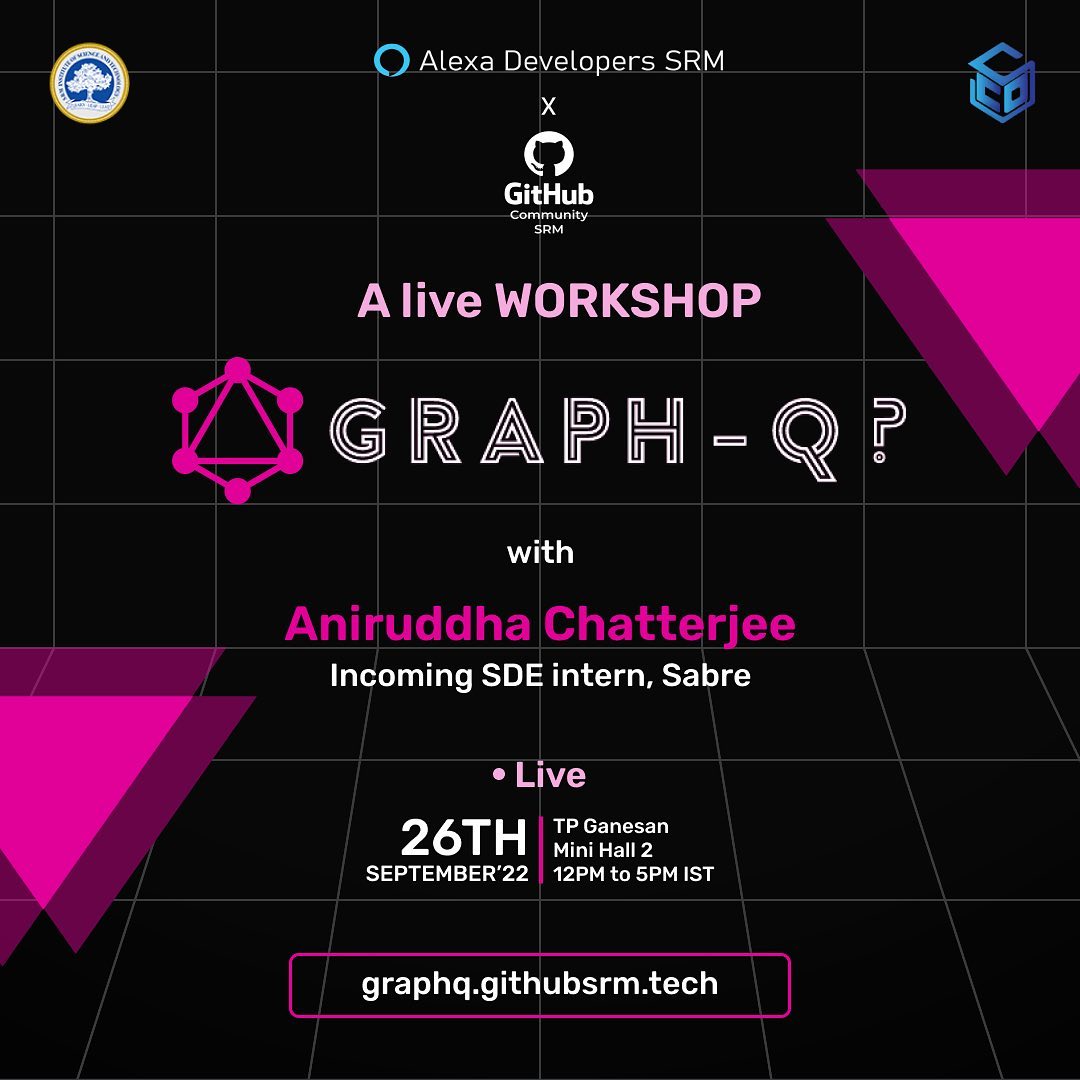 Alexa Developers SRM
X
GitHub
Community
SRM
A live WORKSHOP
GRAPH-Q?
with
Aniruddha Chatterjee
Incoming SDE intern, Sabre
• Live
26TH
SEPTEMBER'22
TP Ganesan
Mini Hall 2
12PM to 5PM IST
graphq.githubsrm.tech